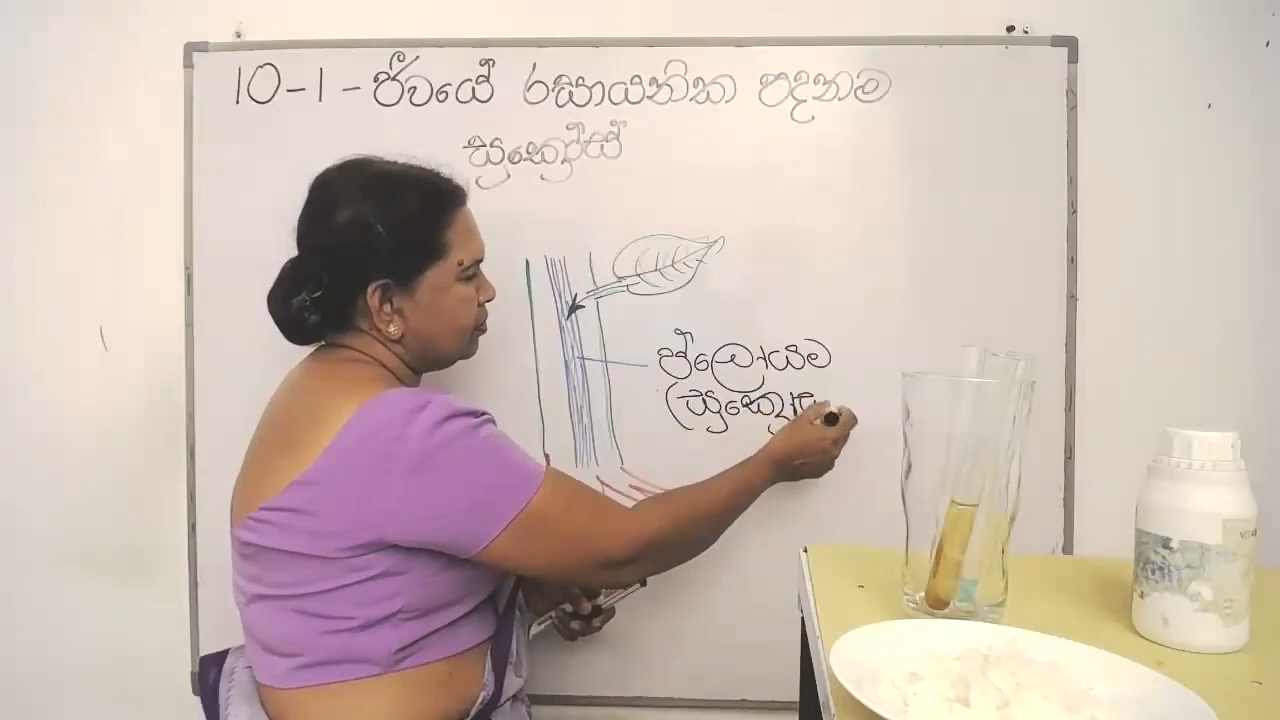 10-1 - ජීවයේ රසායනික පදනම
සුක්‍රෝස්
ප්ලොයම
(සුක්‍රෝස